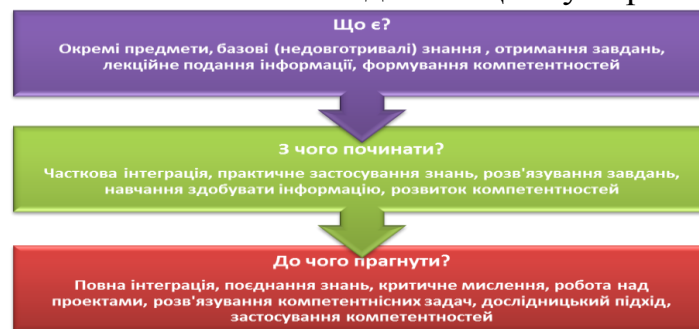 Що є?
Окремі предмети, базові (недовготривалі) знання , отримання завдань,
лекційне подання інформації, формування компетентностей
З чого починати?
Часткова інтеграція, практичне застосування знань, розв'язування завдань,
навчання здобувати інформацію, розвиток компетентностей
До чого прагнути?
Повна інтеграція, поєднання знань, критичне мислення, робота над
проектами, розв'язування компетентнісних задач, дослідницький підхід,
застосування компетентностей